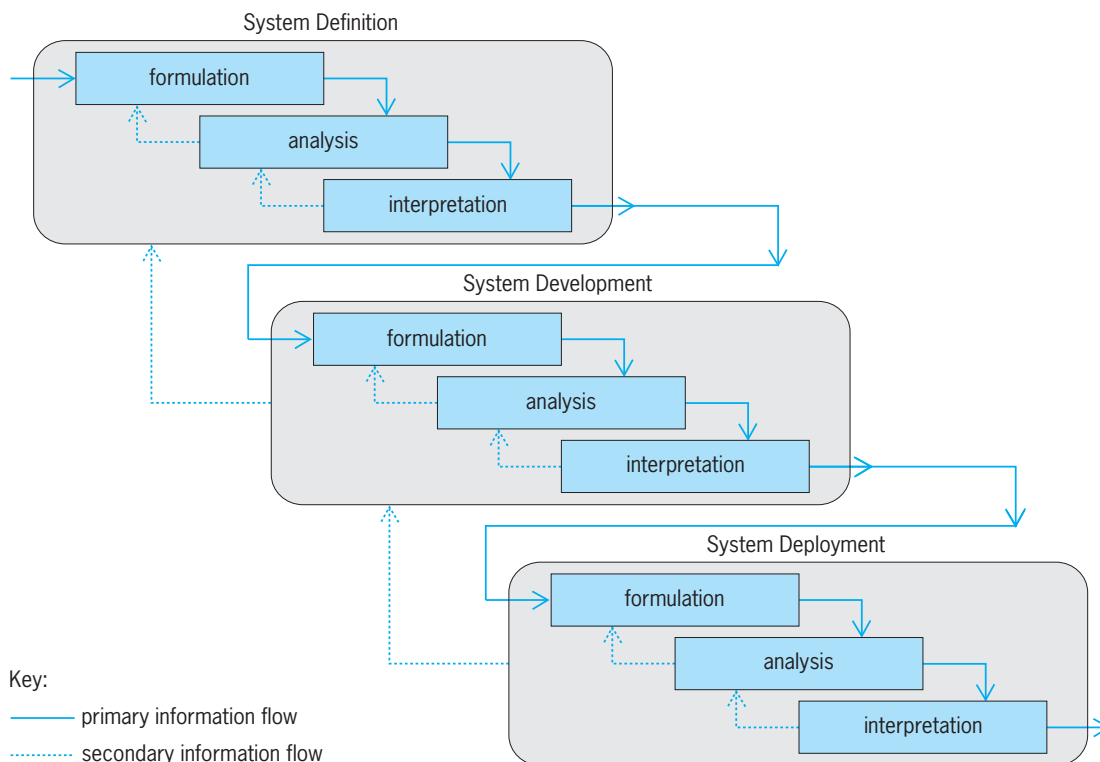 System Definition
formulation
analysis
interpretation
System Development
formulation
analysis
interpretation
System Deployment
formulation
analysis
interpretation
Key:
primary information flow
secondary information flow